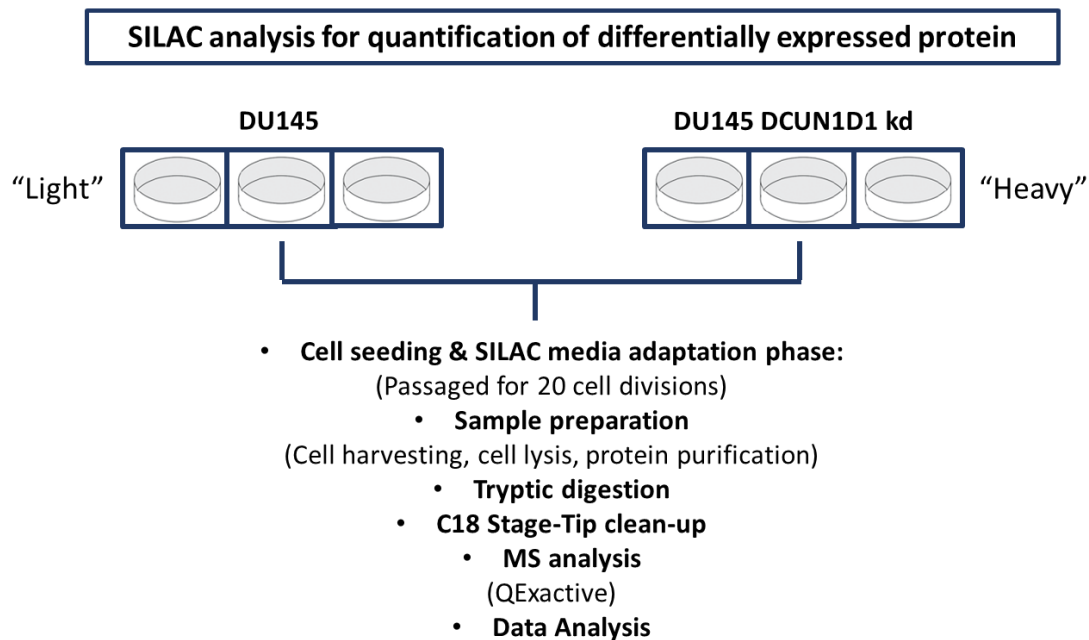 SILAC analysis for quantification of differentially expressed protein
DU145
DU145 DCUN1D1 kd
“Light”
“Heavy”
• Cell seeding & SILAC media adaptation phase:
(Passaged for 20 cell divisions)
• Sample preparation
(Cell harvesting, cell lysis, protein purification)
• Tryptic digestion
• C18 Stage-Tip clean-up
• MS analysis
(QExactive)
• Data Analysis